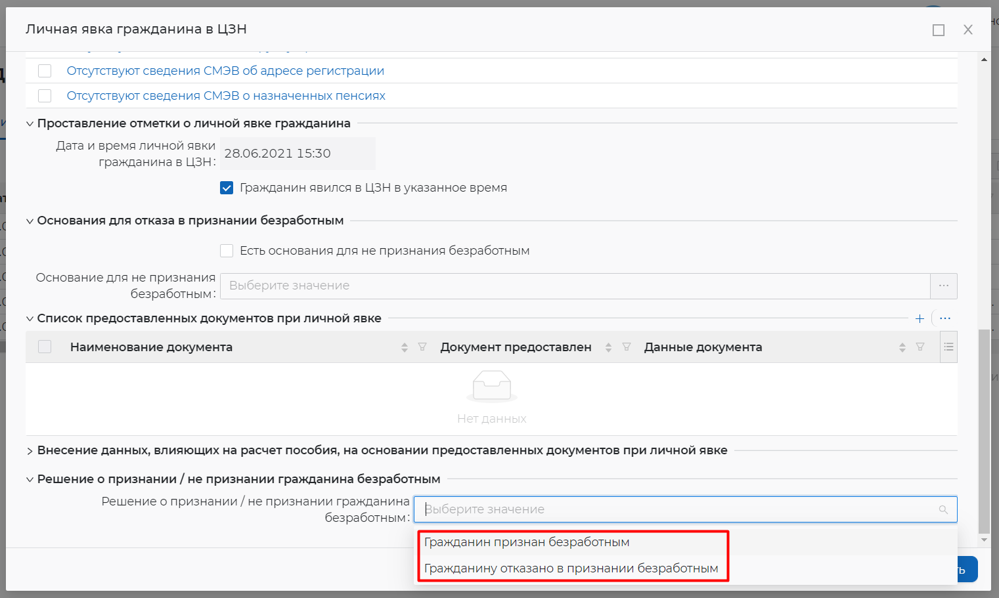 Личная явка гражданина в ЦЗН
Отсутствуют сведения СМЭВ об адресе регистрации
Отсутствуют сведения СМЭВ о назначенных пенсиях
Проставление отметки о личной явке гражданина
Дата и время личной явки
гражданина в ЦЗН:
28.06.2021 15:30
Гражданин явился в ЦЗН в указанное время
Основания для отказа в признании безработным
Есть основания для не признания безработным
Основание для не признания
безработным:
Выберите значение
Список предоставленных документов при личной явке
Наименование документа
Документ предоставлен
Данные документа
Нет данных
Внесение данных, влияющих на расчет пособия, на основании предоставленных документов при личной явке
Решение о признании / не признании гражданина безработным
Решение о признании / не признании гражданина
безработным:
Выберите значение
Гражданин признан безработным
Гражданину отказано в признании безработным
ть